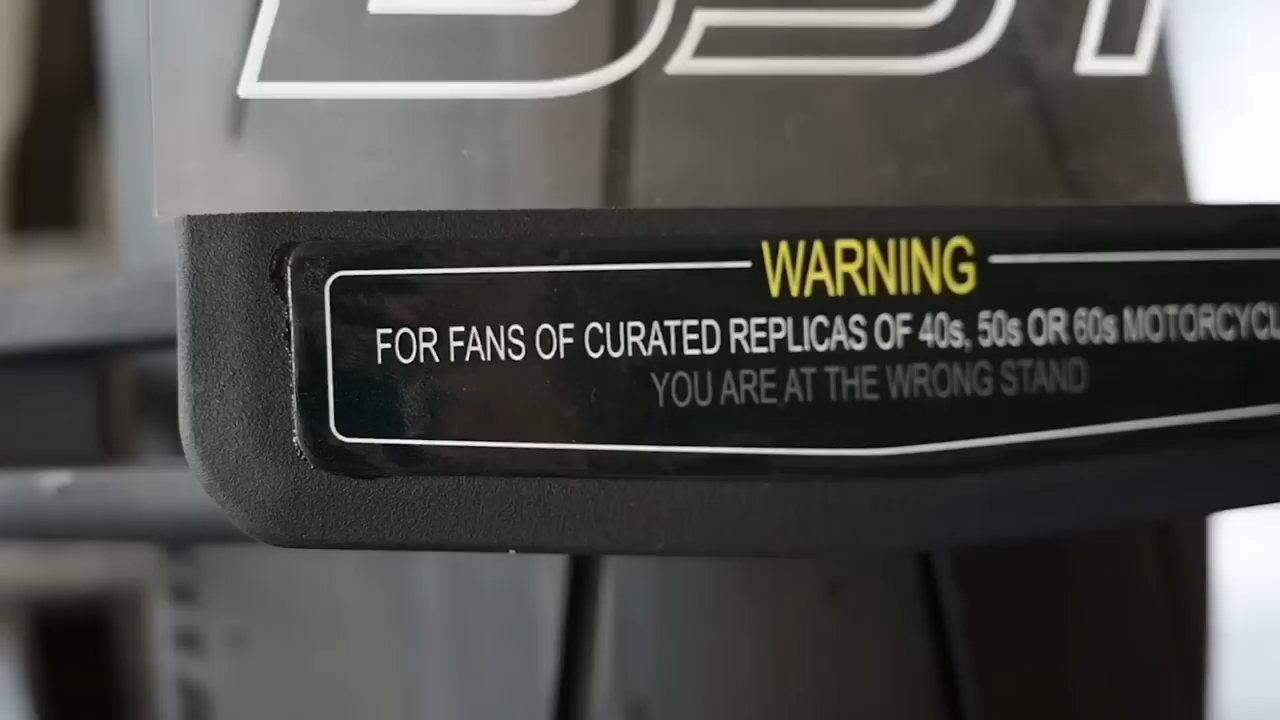 WARNING
FOR FANS OF CURATED REPLICAS OF 40s, 50s OR 60s
YOU ARE AT THE WRONG STAND